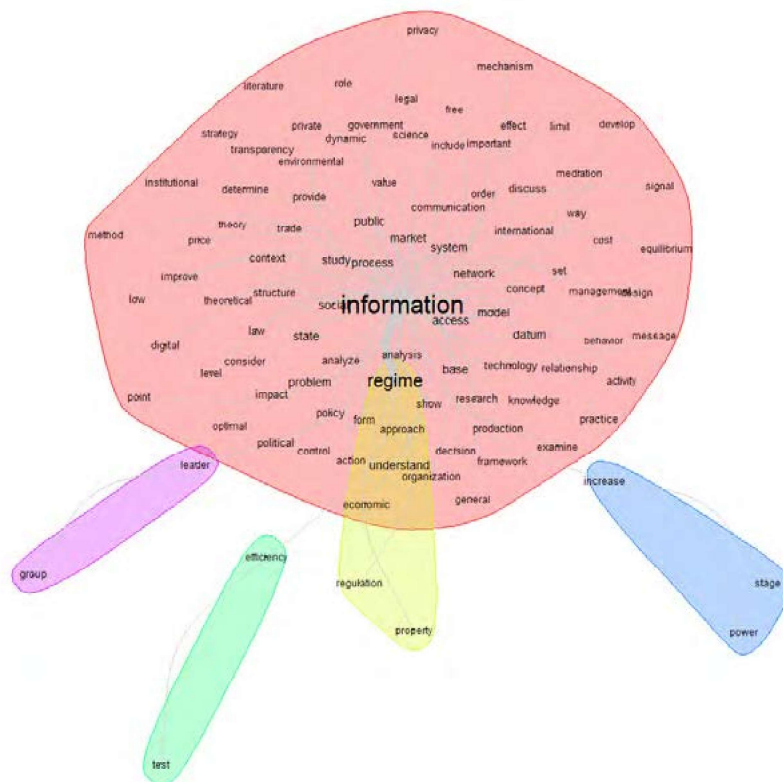 privacy
mechanism
literature
role
legal
free
private
government
effect
limit
develop
strategy
dynamic
science
include
important
transparency
environmental
institutional
determine
provide
value
order
discuss
mediation
signal
communication
way
method
theory
trade
public
international
cost
price
market
system
equilibrium
context
study
process
improve
network
set
low
theoretical
structure
social
information
access
model
concept
management
design
law
state
datum
digital
behavior
message
level
consider
analyze
analysis
base
technology
relationship
point
impact
problem
regime
show
research
knowledge
activity
optimal
policy
form
approach
production
practice
political
control
decision
examine
leader
action
understand
organization
framework
increase
economic
general
group
efficiency
regulation
stage
property
power
test